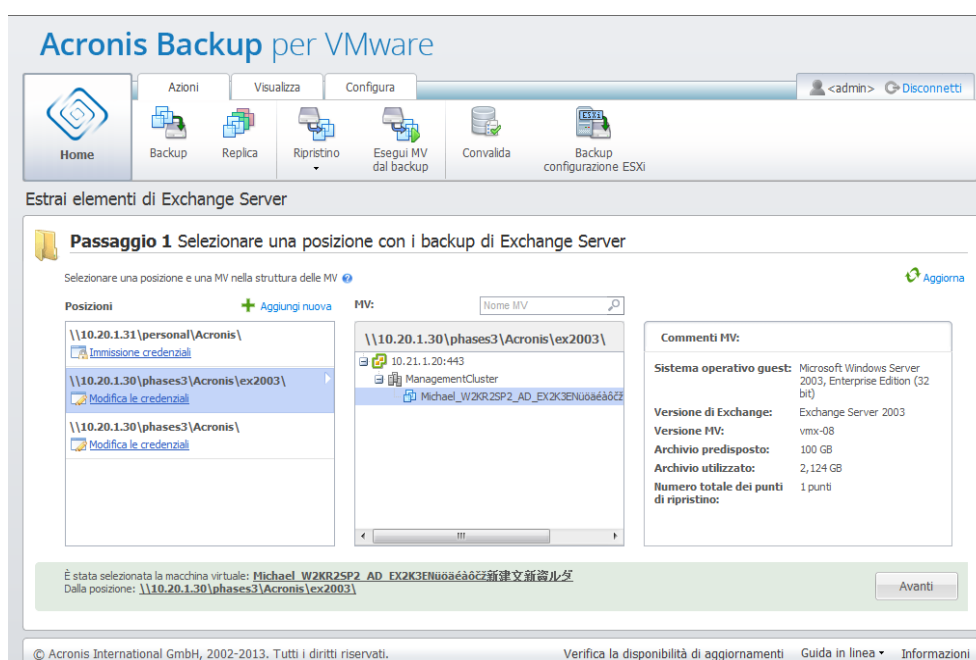 Acronis Backup per VMware
Azioni Visualizza Configura
<admin> Disconnetti
Home
Backup
Replica
Ripristino
Esegui MV
dal backup
Convalida
Backup
configurazione ESXi
ESXi
Estrai elementi di Exchange Server
Passaggio 1 Selezionare una posizione con i backup di Exchange Server
Selezionare una posizione e una MV nella struttura delle MV
Aggiorna
Posizioni
Aggiungi nuova
\\10.20.1.31\personal\Acronis\
Immissione credenziali
\\10.20.1.30\phases3\Acronis\ex2003\
Modifica le credenziali
\\10.20.1.30\phases3\Acronis\
Modifica le credenziali
MV:
Nome MV
\\10.20.1.30\phases3\Acronis\ex2003\
10.21.1.20:443
ManagementCluster
Michael_W2KR2SP2_AD_EX2K3ENüöäéàôčž
Commenti MV:
Sistema operativo guest: Microsoft Windows Server
2003, Enterprise Edition (32
bit)
Versione di Exchange: Exchange Server 2003
Versione MV: vmx-08
Archivio predisposto: 100 GB
Archivio utilizzato: 2,124 GB
Numero totale dei punti 1 punti
di ripristino:
È stata selezionata la macchina virtuale: Michael_W2KR2SP2_AD_EX2K3ENüöäéàôčž新建文新資ルダ
Dalla posizione: \\10.20.1.30\phases3\Acronis\ex2003\
Avanti
© Acronis International GmbH, 2002-2013. Tutti i diritti riservati.
Verifica la disponibilità di aggiornamenti Guida in linea Informazioni